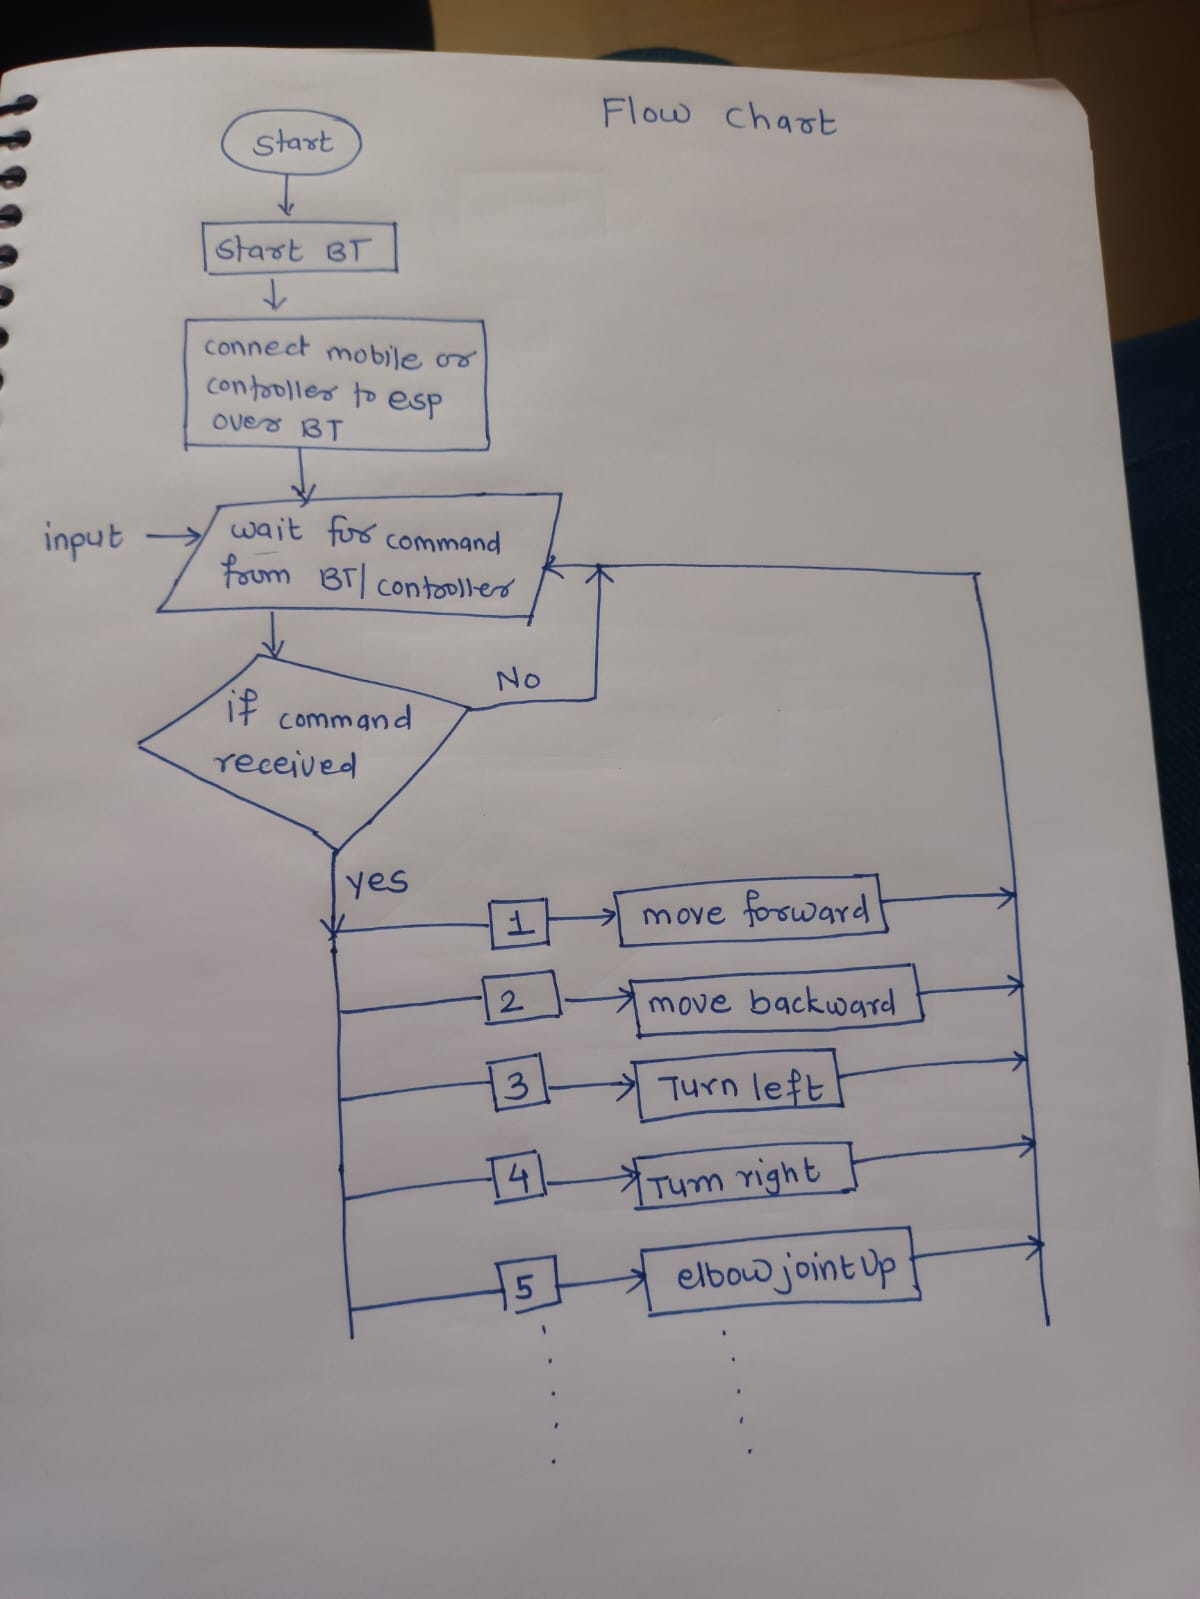 Flow chart
Start
Start BT
connect mobile or
controller to esp
over BT
input
wait for command
from BT/controller
No
if command
received
yes
1
move forward
2
move backward
3
Turn left
4
Turn right
5
elbow joint Up